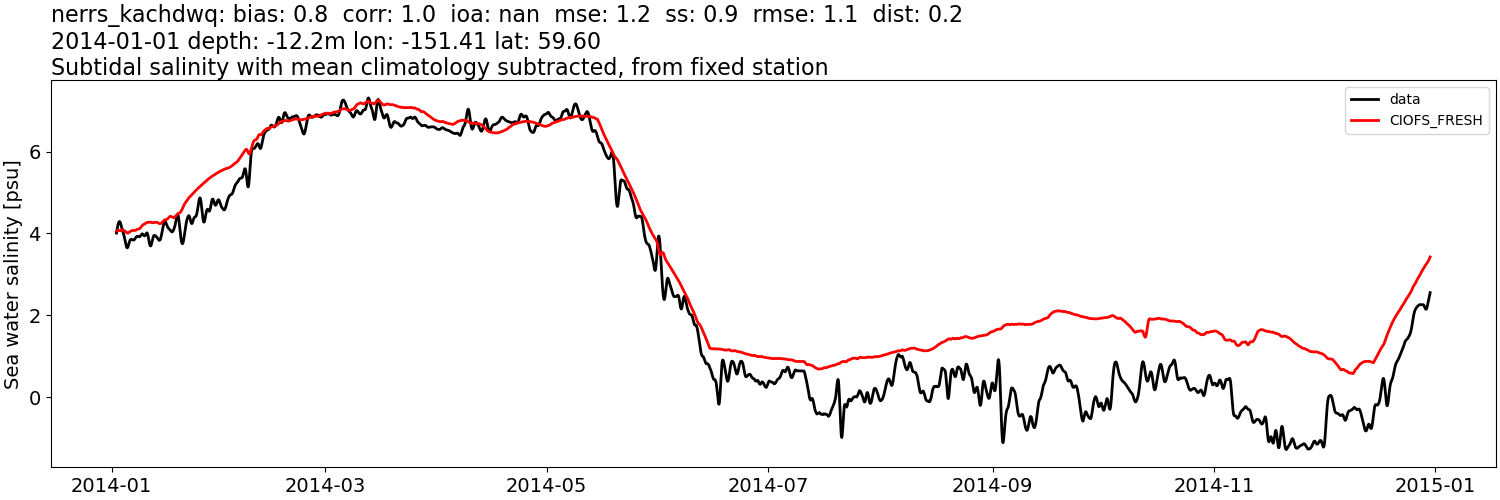 nerrs_kachdwq: bias: 0.8  corr: 1.0  ioa: nan  mse: 1.2  ss: 0.9  rmse: 1.1  dist: 0.2
2014-01-01 depth: -12.2m lon: -151.41 lat: 59.60
Subtidal salinity with mean climatology subtracted, from fixed station
data
CIOFS_FRESH
Sea water salinity [psu]
6
4
2
0
2014-01
2014-03
2014-05
2014-07
2014-09
2014-11
2015-01